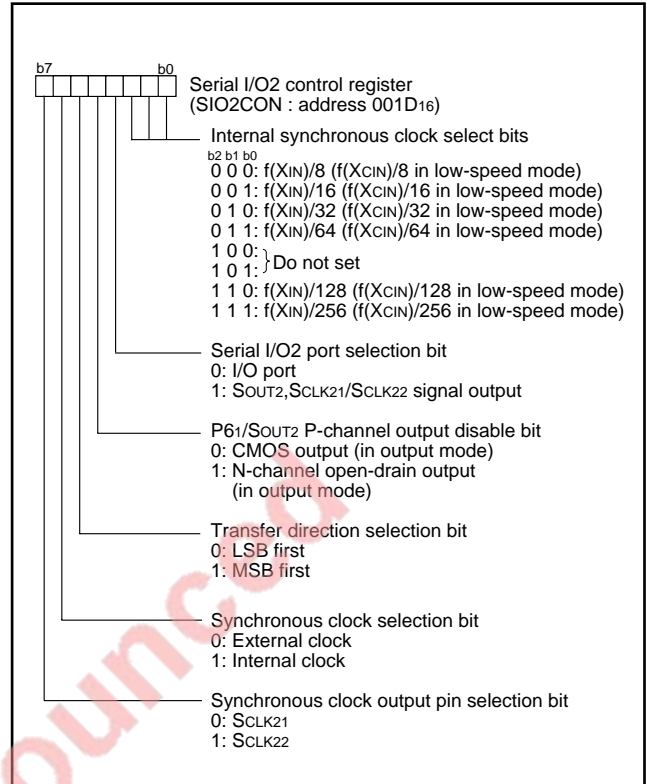 b7 b0
Serial I/O2 control register
(SIO2CON : address 001D16)
Internal synchronous clock select bits
b2 b1 b0
0 0 0: f(XIN)/8 (f(XCIN)/8 in low-speed mode)
0 0 1: f(XIN)/16 (f(XCIN)/16 in low-speed mode)
0 1 0: f(XIN)/32 (f(XCIN)/32 in low-speed mode)
0 1 1: f(XIN)/64 (f(XCIN)/64 in low-speed mode)
1 0 0:
1 0 1: } Do not set
1 1 0: f(XIN)/128 (f(XCIN)/128 in low-speed mode)
1 1 1: f(XIN)/256 (f(XCIN)/256 in low-speed mode)
Serial I/O2 port selection bit
0: I/O port
1: SOUT2,SCLK21/SCLK22 signal output
P61/SOUT2 P-channel output disable bit
0: CMOS output (in output mode)
1: N-channel open-drain output
(in output mode)
Transfer direction selection bit
0: LSB first
1: MSB first
Synchronous clock selection bit
0: External clock
1: Internal clock
Synchronous clock output pin selection bit
0: SCLK21
1: SCLK22
ounced